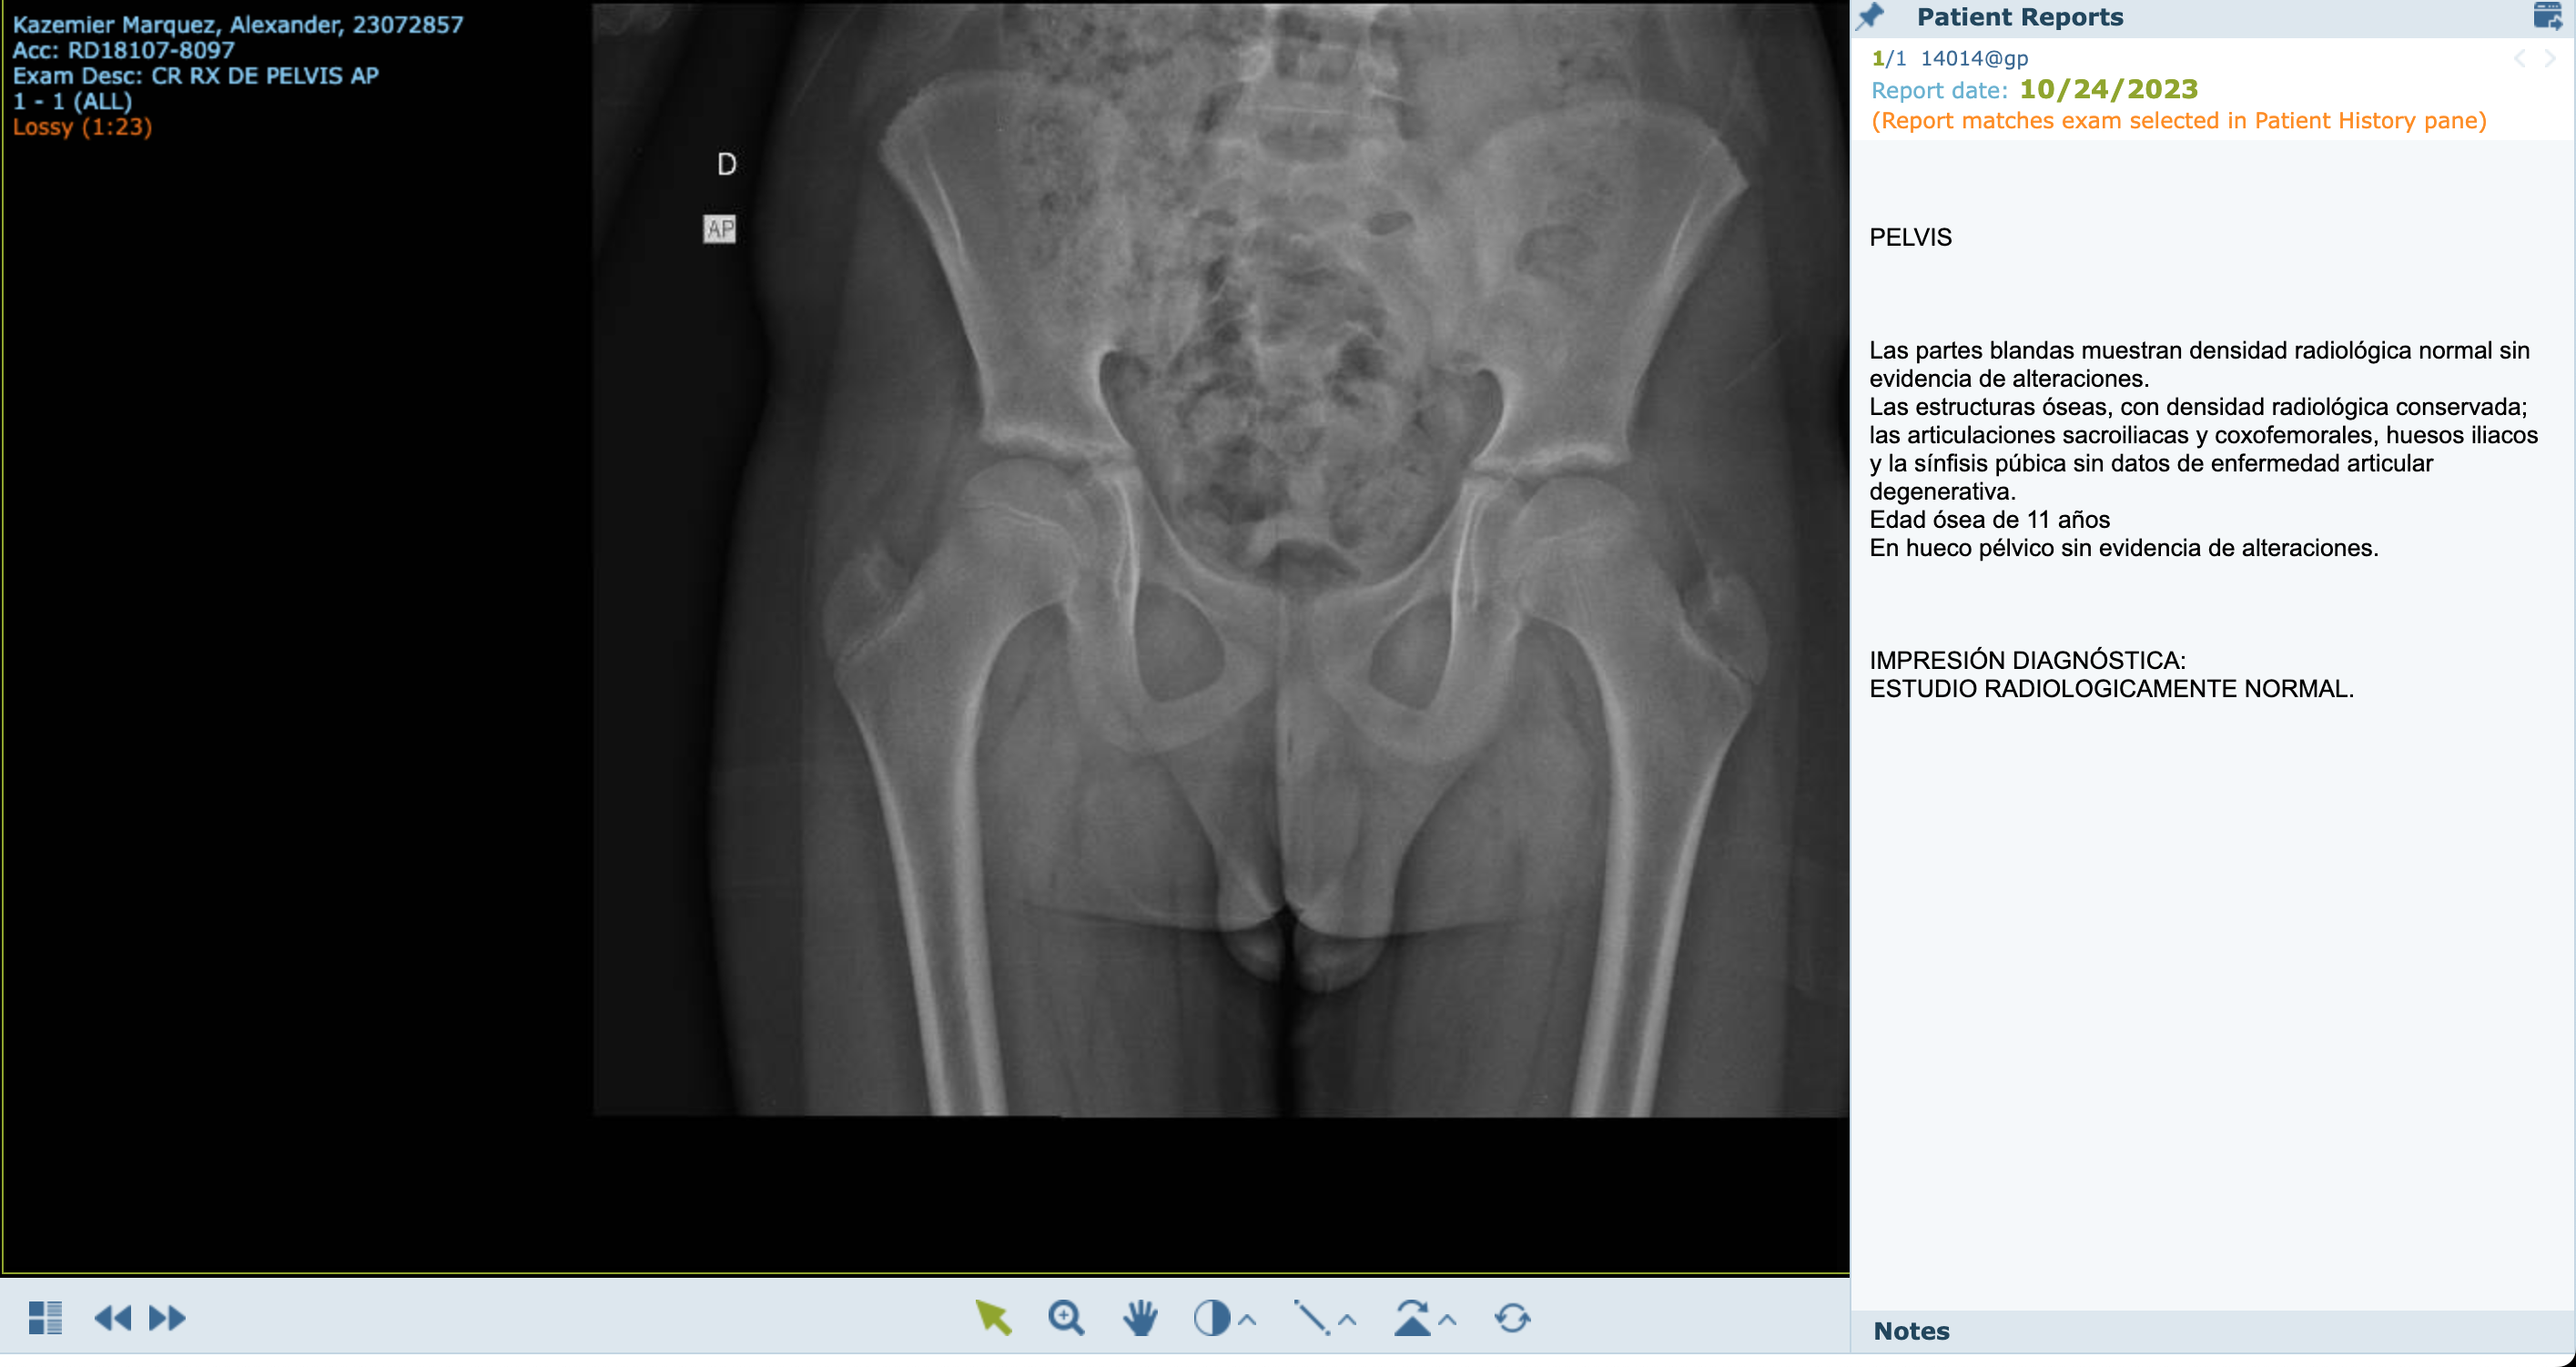 Kazemier Marquez, Alexander, 23072857
Acc: RD18107-8097
Exam Desc: CR RX DE PELVIS AP
1 - 1 (ALL)
Lossy (1:23)
D
AP
Patient Reports
1/1 14014@gp
Report date: 10/24/2023
(Report matches exam selected in Patient History pane)
PELVIS
Las partes blandas muestran densidad radiológica normal sin
evidencia de alteraciones.
Las estructuras óseas, con densidad radiológica conservada;
las articulaciones sacroiliacas y coxofemorales, huesos iliacos
y la sínfisis púbica sin datos de enfermedad articular
degenerativa.
Edad ósea de 11 años
En hueco pélvico sin evidencia de alteraciones.
IMPRESIÓN DIAGNÓSTICA:
ESTUDIO RADIOLOGICAMENTE NORMAL.
Notes